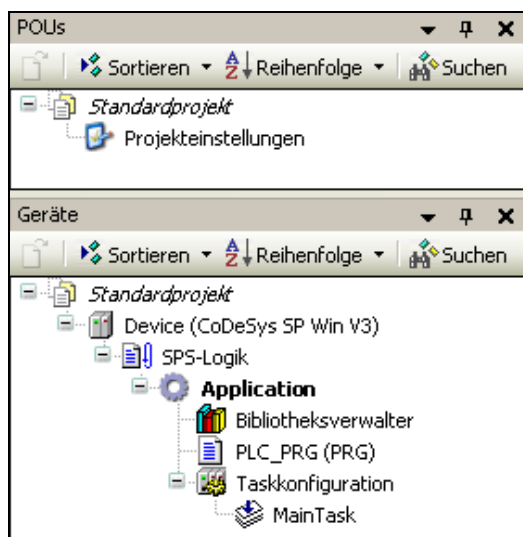 POUs
Sortieren Reihenfolge Suchen
Standardprojekt
Projekteinstellungen
Geräte
Sortieren Reihenfolge Suchen
Standardprojekt
Device (CoDeSys SP Win V3)
SPS-Logik
Application
Bibliotheksverwalter
PLC_PRG (PRG)
Taskkonfiguration
MainTask